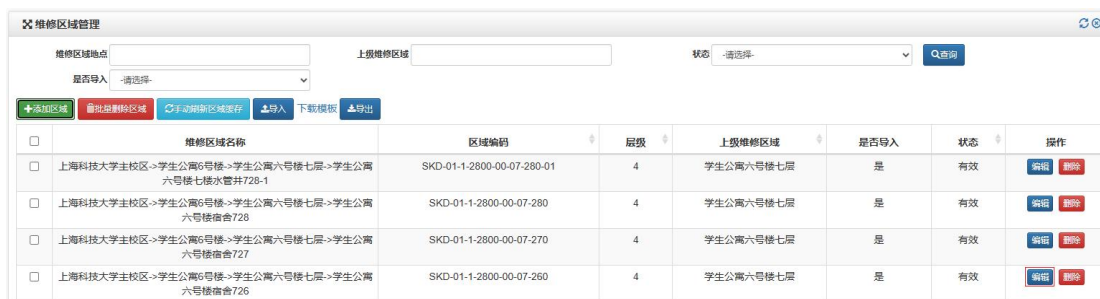 维修区域管理
维修区域地点 上级维修区域 状态 -请选择- 查询
是否导入 -请选择-
添加区域 批量删除区域 手动刷新区域缓存 导入 下载模板 导出
维修区域名称 区域编码 层级 上级维修区域 是否导入 状态 操作
上海科技大学主校区->学生公寓6号楼->学生公寓六号楼七层->学生公寓 SKD-01-1-2800-00-07-280-01 4 学生公寓六号楼七层 是 有效 编辑 删除
六号楼七楼水管井728-1
上海科技大学主校区->学生公寓6号楼->学生公寓六号楼七层->学生公寓 SKD-01-1-2800-00-07-280 4 学生公寓六号楼七层 是 有效 编辑 删除
六号楼宿舍728
上海科技大学主校区->学生公寓6号楼->学生公寓六号楼七层->学生公寓 SKD-01-1-2800-00-07-270 4 学生公寓六号楼七层 是 有效 编辑 删除
六号楼宿舍727
上海科技大学主校区->学生公寓6号楼->学生公寓六号楼七层->学生公寓 SKD-01-1-2800-00-07-260 4 学生公寓六号楼七层 是 有效 编辑 删除
六号楼宿舍726